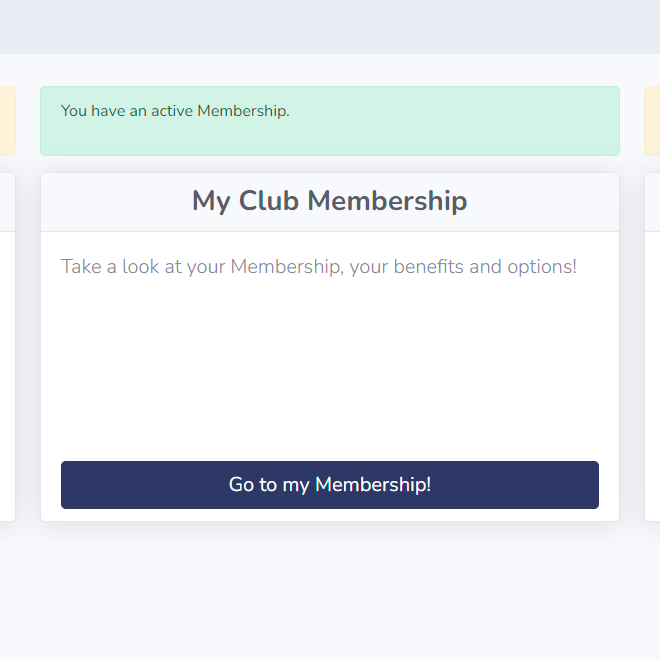 You have an active Membership.
My Club Membership
Take a look at your Membership, your benefits and options!
Go to my Membership!